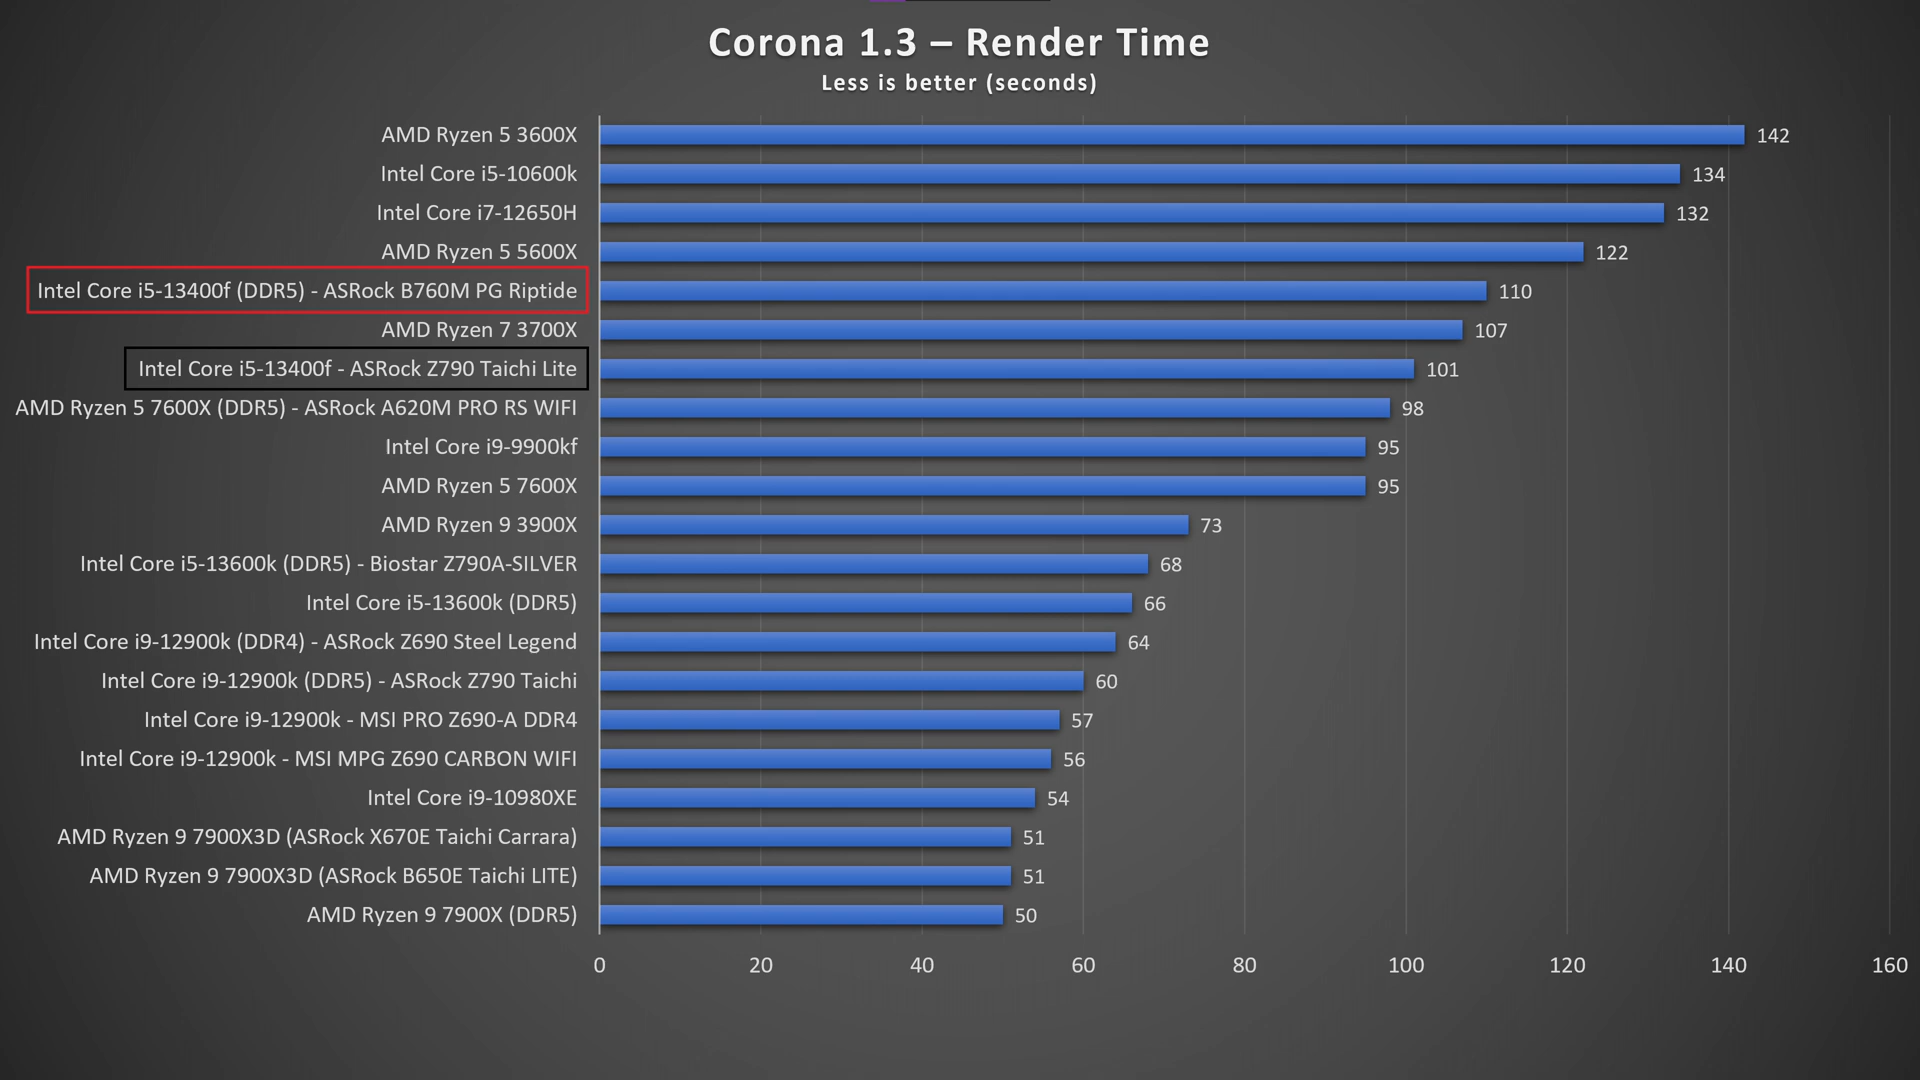 Corona 1.3 – Render Time
Less is better (seconds)
AMD Ryzen 5 3600X 142
Intel Core i5-10600k 134
Intel Core i7-12650H 132
AMD Ryzen 5 5600X 122
Intel Core i5-13400f (DDR5) - ASRock B760M PG Riptide 110
AMD Ryzen 7 3700X 107
Intel Core i5-13400f - ASRock Z790 Taichi Lite 101
AMD Ryzen 5 7600X (DDR5) - ASRock A620M PRO RS WIFI 98
Intel Core i9-9900kf 95
AMD Ryzen 5 7600X 95
AMD Ryzen 9 3900X 73
Intel Core i5-13600k (DDR5) - Biostar Z790A-SILVER 68
Intel Core i5-13600k (DDR5) 66
Intel Core i9-12900k (DDR4) - ASRock Z690 Steel Legend 64
Intel Core i9-12900k (DDR5) - ASRock Z790 Taichi 60
Intel Core i9-12900k - MSI PRO Z690-A DDR4 57
Intel Core i9-12900k - MSI MPG Z690 CARBON WIFI 56
Intel Core i9-10980XE 54
AMD Ryzen 9 7900X3D (ASRock X670E Taichi Carrara) 51
AMD Ryzen 9 7900X3D (ASRock B650E Taichi LITE) 51
AMD Ryzen 9 7900X (DDR5) 50
0 20 40 60 80 100 120 140 160